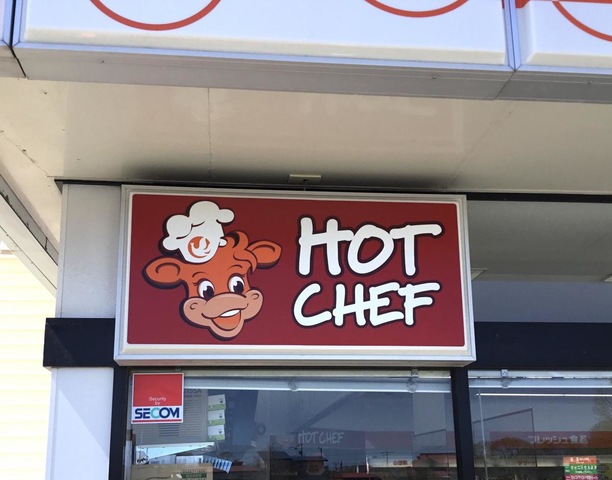 HOT
CHEF
Security
by
SECOM
HOT CHEF